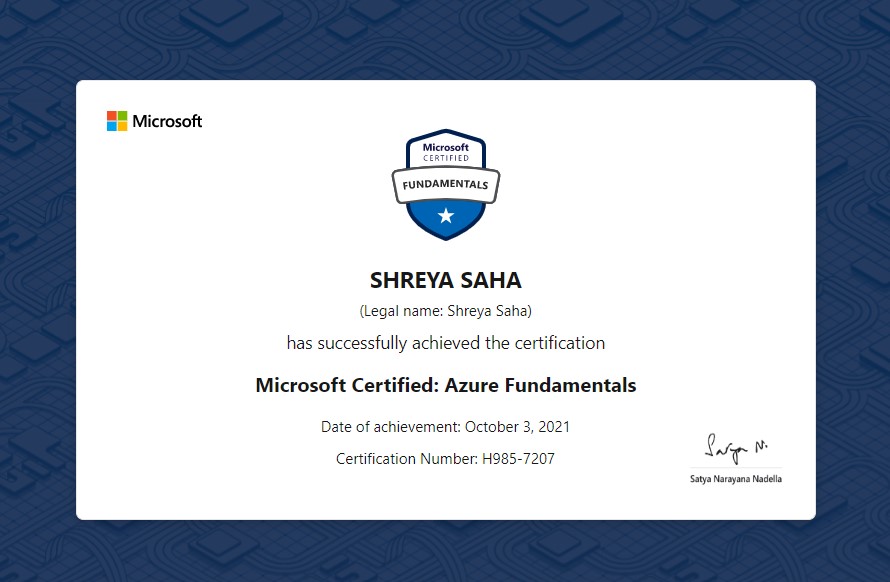 Microsoft
Microsoft
CERTIFIED
FUNDAMENTALS
SHREYA SAHA
(Legal name: Shreya Saha)
has successfully achieved the certification
Microsoft Certified: Azure Fundamentals
Date of achievement: October 3, 2021
Certification Number: H985-7207
Satya N.
Satya Narayana Nadella